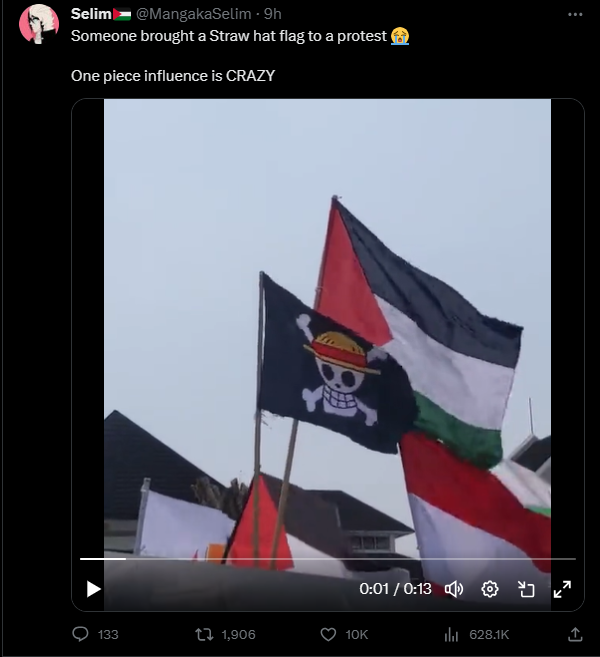 Selim🇵🇸 @MangakaSelim · 9h
Someone brought a Straw hat flag to a protest 😭
One piece influence is CRAZY
0:01 / 0:13
133 1,906 10K 628.1K